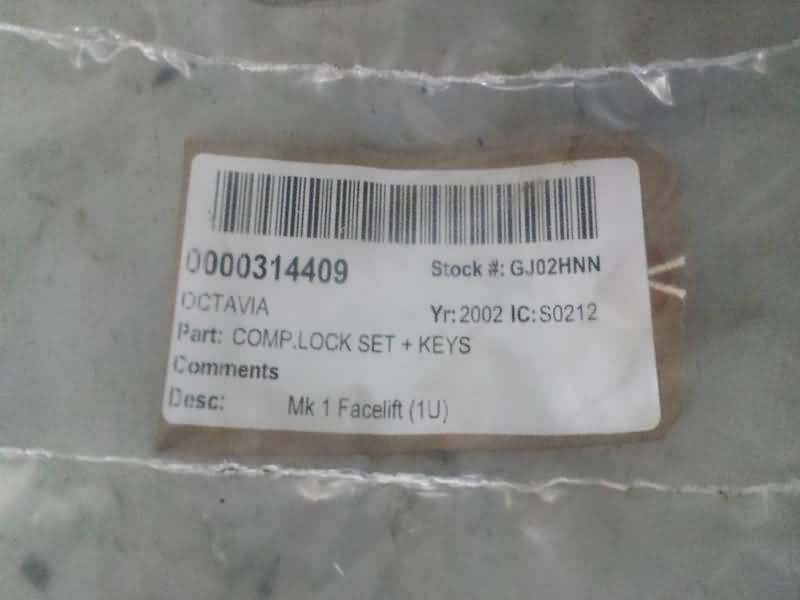 0000314409 Stock #: GJ02HNN
OCTAVIA Yr: 2002 IC: S0212
Part: COMP.LOCK SET + KEYS
Comments
Desc: Mk 1 Facelift (1U)